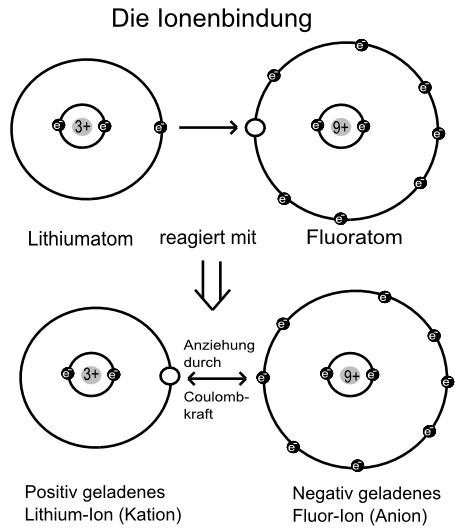 Die Ionenbindung
e⁻
e⁻
e⁻
e⁻ 3+ e⁻ e⁻
e⁻ 9+ e⁻ e⁻
e⁻
e⁻
e⁻
Lithiumatom reagiert mit Fluoratom
e⁻
e⁻
e⁻
Anziehung
durch
e⁻ 3+ e⁻
e⁻ e⁻ 9+ e⁻ e⁻
Coulomb-
kraft
e⁻
e⁻
e⁻
Positiv geladenes
Lithium-Ion (Kation)
Negativ geladenes
Fluor-Ion (Anion)